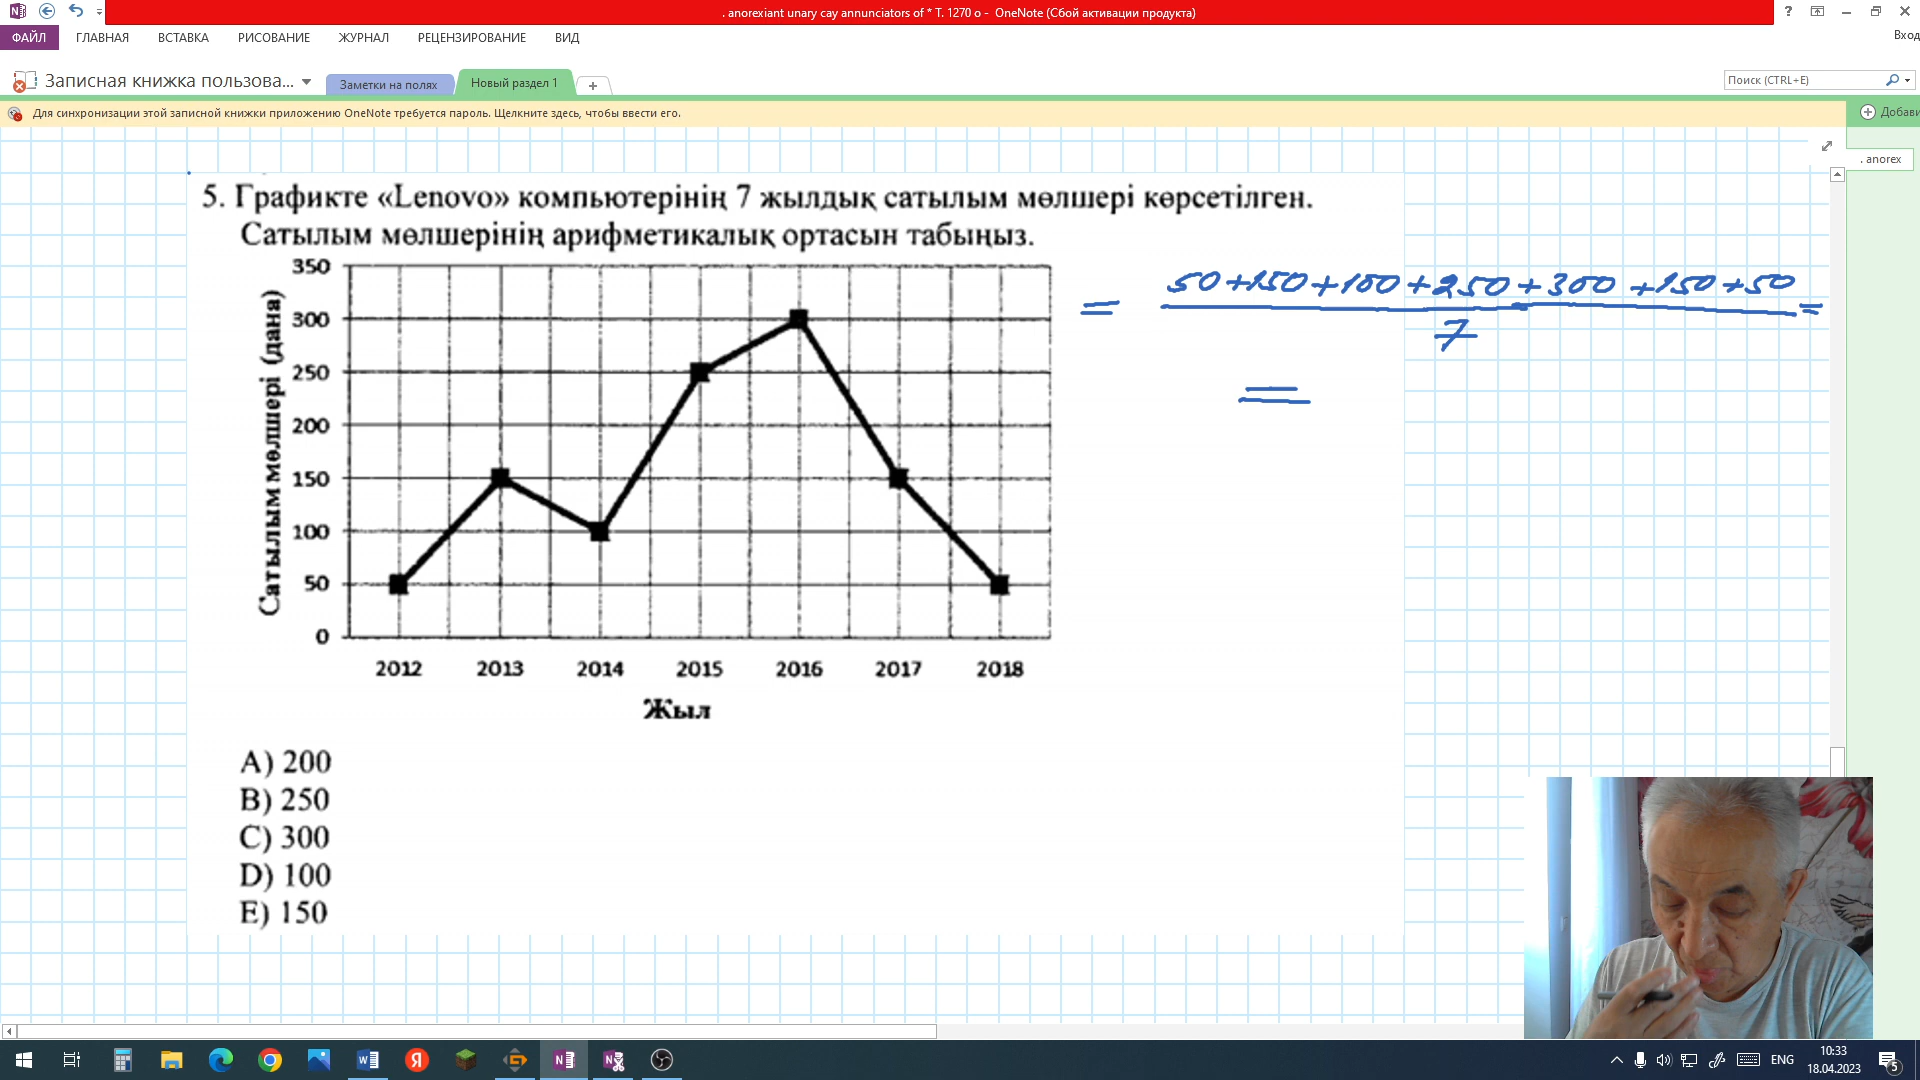 . anorexiant unary cay annunciators of * T. 1270 o - OneNote (Сбой активации продукта)
ФАЙЛ ГЛАВНАЯ ВСТАВКА РИСОВАНИЕ ЖУРНАЛ РЕЦЕНЗИРОВАНИЕ ВИД
Вход
Записная книжка пользова... Заметки на полях Новый раздел 1
Поиск (CTRL+E)
Для синхронизации этой записной книжки приложению OneNote требуется пароль. Щелкните здесь, чтобы ввести его.
Добави
. anorex
5. Графикте «Lenovo» компьютерінің 7 жылдық сатылым мөлшері көрсетілген.
Сатылым мөлшерінің арифметикалық ортасын табыңыз.
Сатылым мөлшері (дана)
350
300
250
200
150
100
50
0
2012 2013 2014 2015 2016 2017 2018
Жыл
= 50+150+100+250+300+150+50 =
7
=
A) 200
B) 250
C) 300
D) 100
E) 150
ENG
10:33
18.04.2023
5